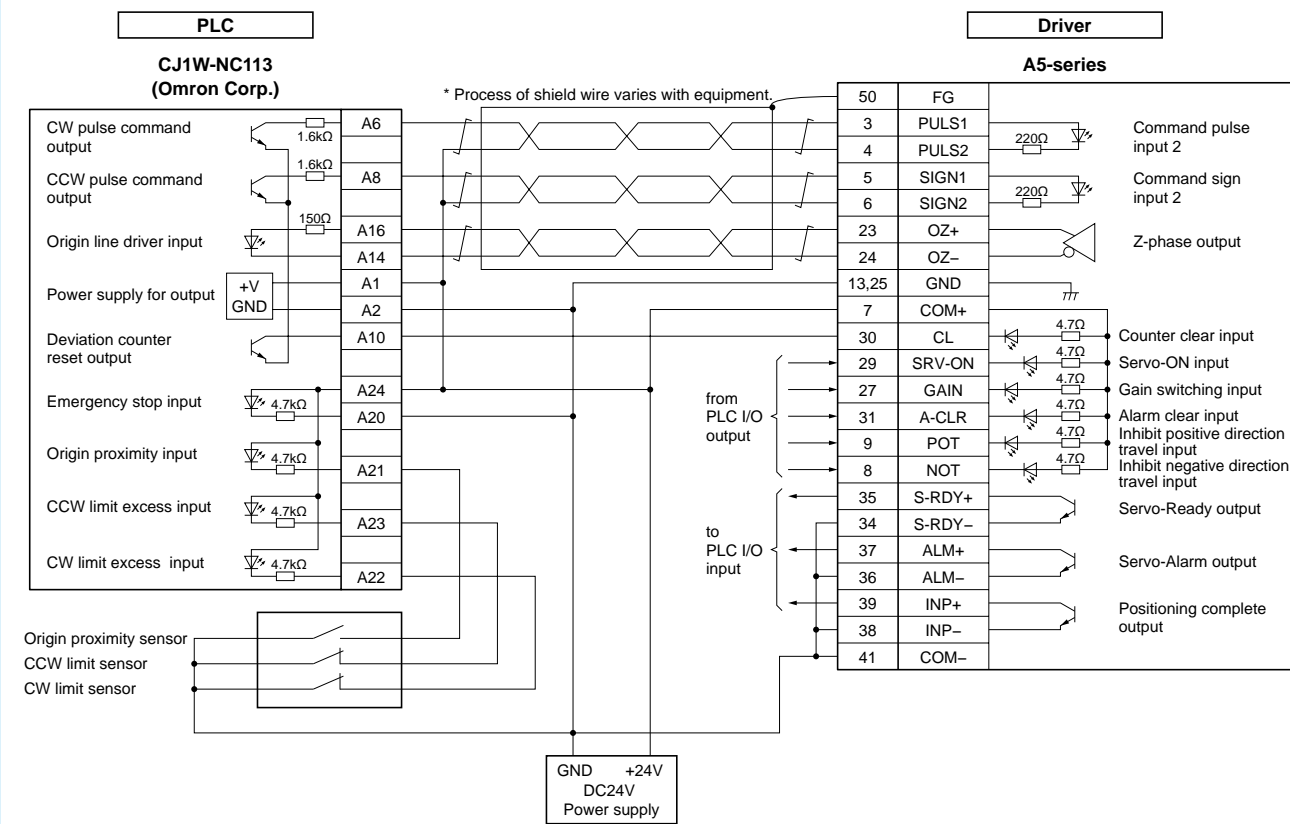 PLC
Driver
CJ1W-NC113
(Omron Corp.)
A5-series
* Process of shield wire varies with equipment.
CW pulse command
output
1.6kΩ
A6
CCW pulse command
output
1.6kΩ
A8
150Ω
Origin line driver input
A16
A14
Power supply for output
+V
GND
A1
A2
Deviation counter
reset output
A10
A24
Emergency stop input
4.7kΩ
A20
Origin proximity input
4.7kΩ
A21
CCW limit excess input
4.7kΩ
A23
CW limit excess input
4.7kΩ
A22
Origin proximity sensor
CCW limit sensor
CW limit sensor
GND +24V
DC24V
Power supply
from
PLC I/O
output
to
PLC I/O
input
50 FG
3 PULS1
4 PULS2
220Ω
Command pulse
input 2
5 SIGN1
6 SIGN2
220Ω
Command sign
input 2
23 OZ+
24 OZ−
Z-phase output
13,25 GND
7 COM+
30 CL 4.7Ω Counter clear input
29 SRV-ON 4.7Ω Servo-ON input
27 GAIN 4.7Ω Gain switching input
31 A-CLR 4.7Ω Alarm clear input
9 POT 4.7Ω Inhibit positive direction
travel input
8 NOT 4.7Ω Inhibit negative direction
travel input
35 S-RDY+
34 S-RDY−
Servo-Ready output
37 ALM+
36 ALM−
Servo-Alarm output
39 INP+
38 INP−
Positioning complete
output
41 COM−